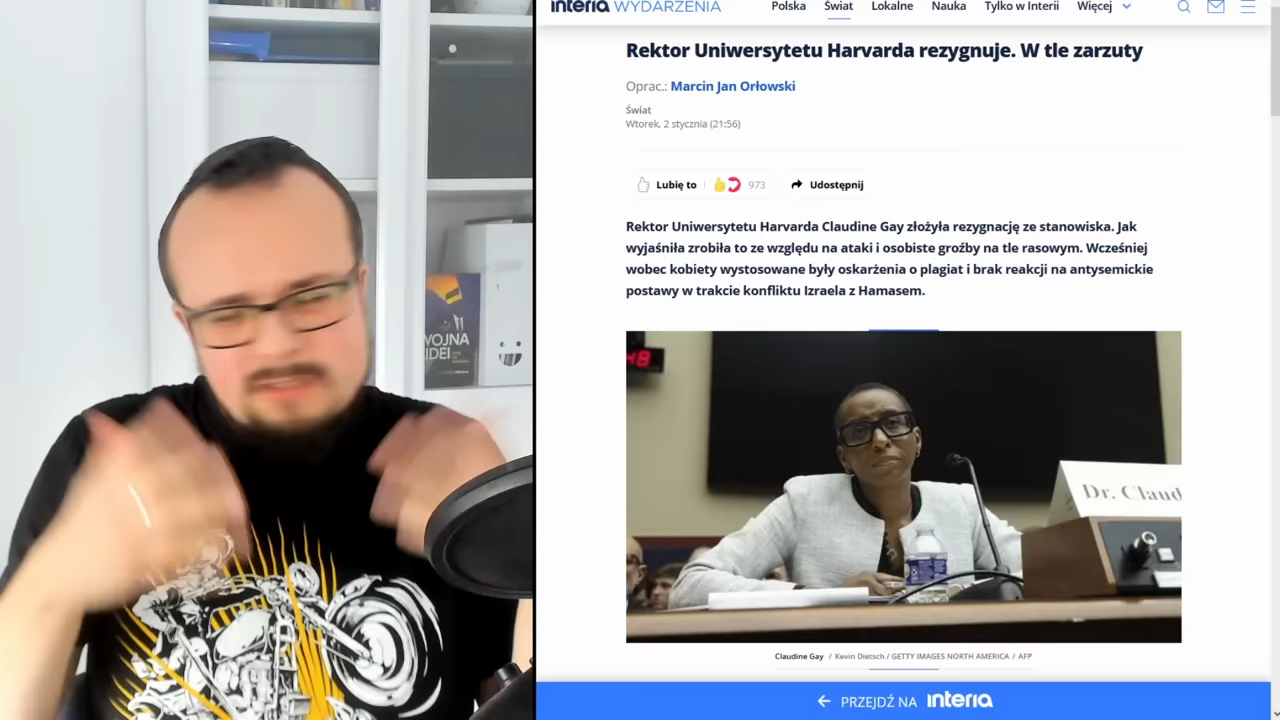 interia WYDARZENIA
Polska Świat Lokalne Nauka Tylko w Interii Więcej
Rektor Uniwersytetu Harvarda rezygnuje. W tle zarzuty
Oprac.: Marcin Jan Orłowski
Świat
Wtorek, 2 stycznia (21:56)
Lubię to 973 Udostępnij
Rektor Uniwersytetu Harvarda Claudine Gay złożyła rezygnację ze stanowiska. Jak
wyjaśniła zrobiła to ze względu na ataki i osobiste groźby na tle rasowym. Wcześniej
wobec kobiety wystosowane były oskarżenia o plagiat i brak reakcji na antysemickie
postawy w trakcie konfliktu Izraela z Hamasem.
48
Dr. Claud
Claudine Gay / Kevin Dietsch / GETTY IMAGES NORTH AMERICA / AFP
PRZEJDŹ NA interia
WOJNA
IDEI